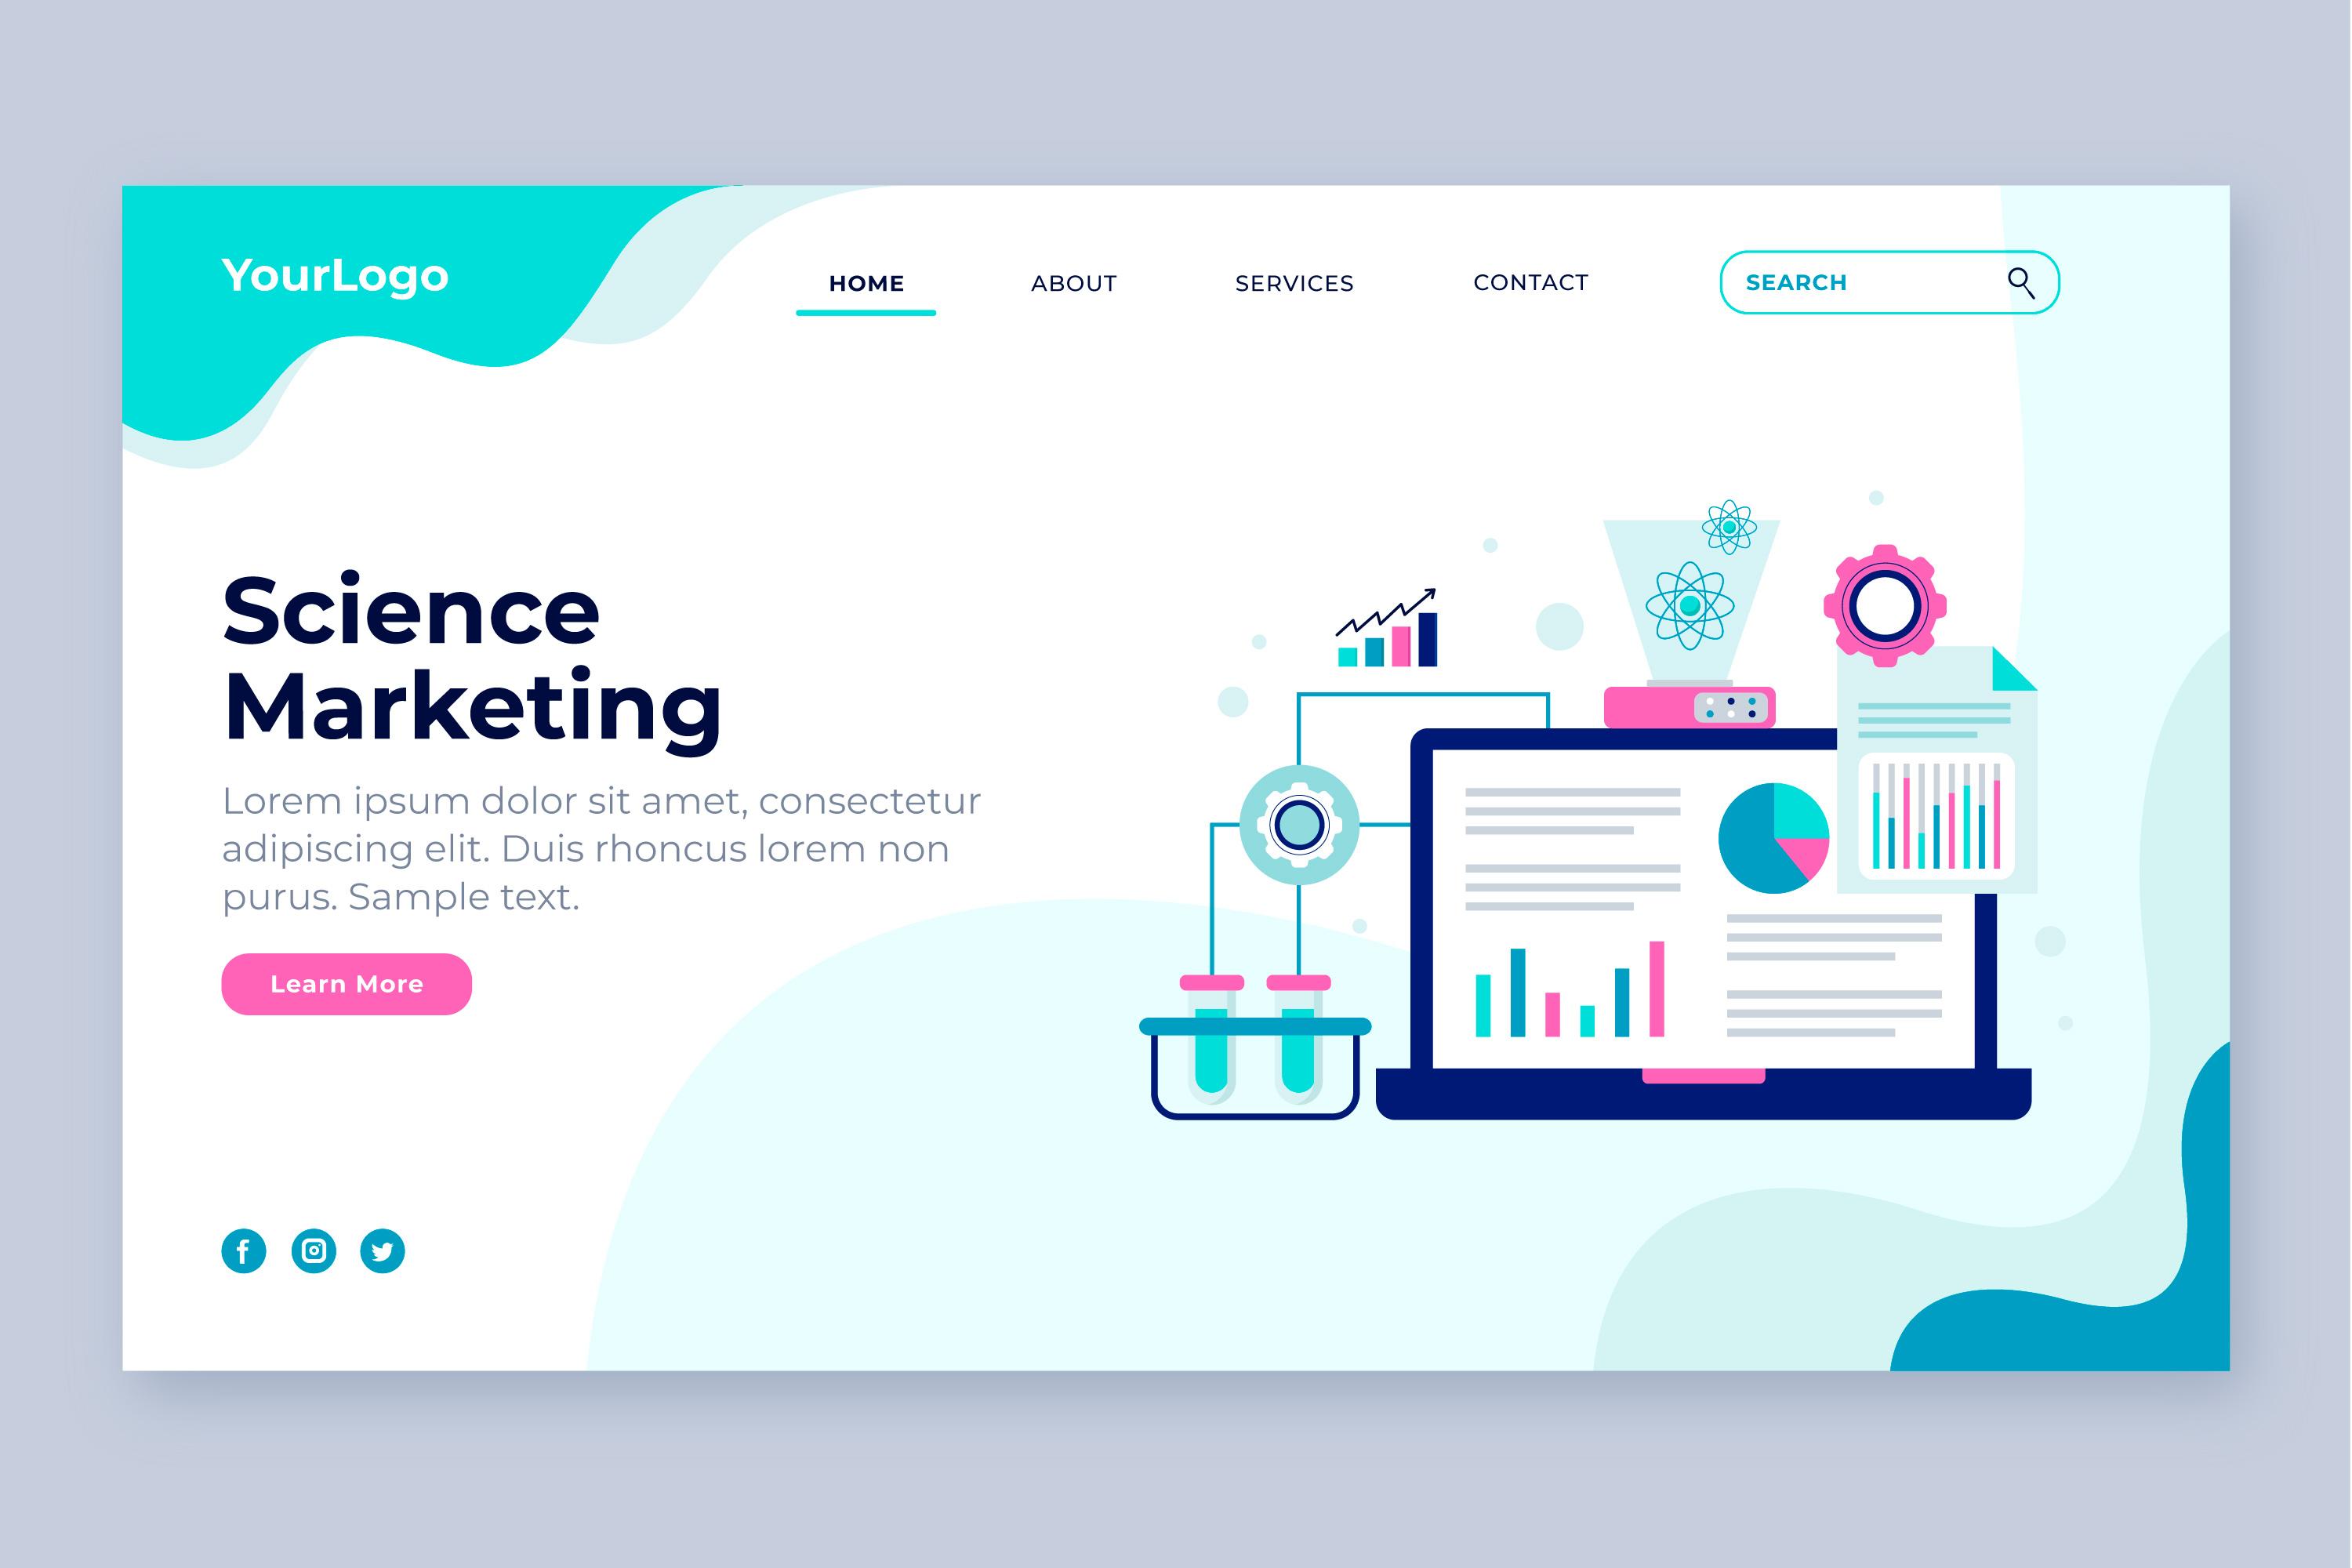 YourLogo
HOME
ABOUT
SERVICES
CONTACT
SEARCH
Science
Marketing
Lorem ipsum dolor sit amet, consectetur
adipiscing elit. Duis rhoncus lorem non
purus. Sample text.
Learn More